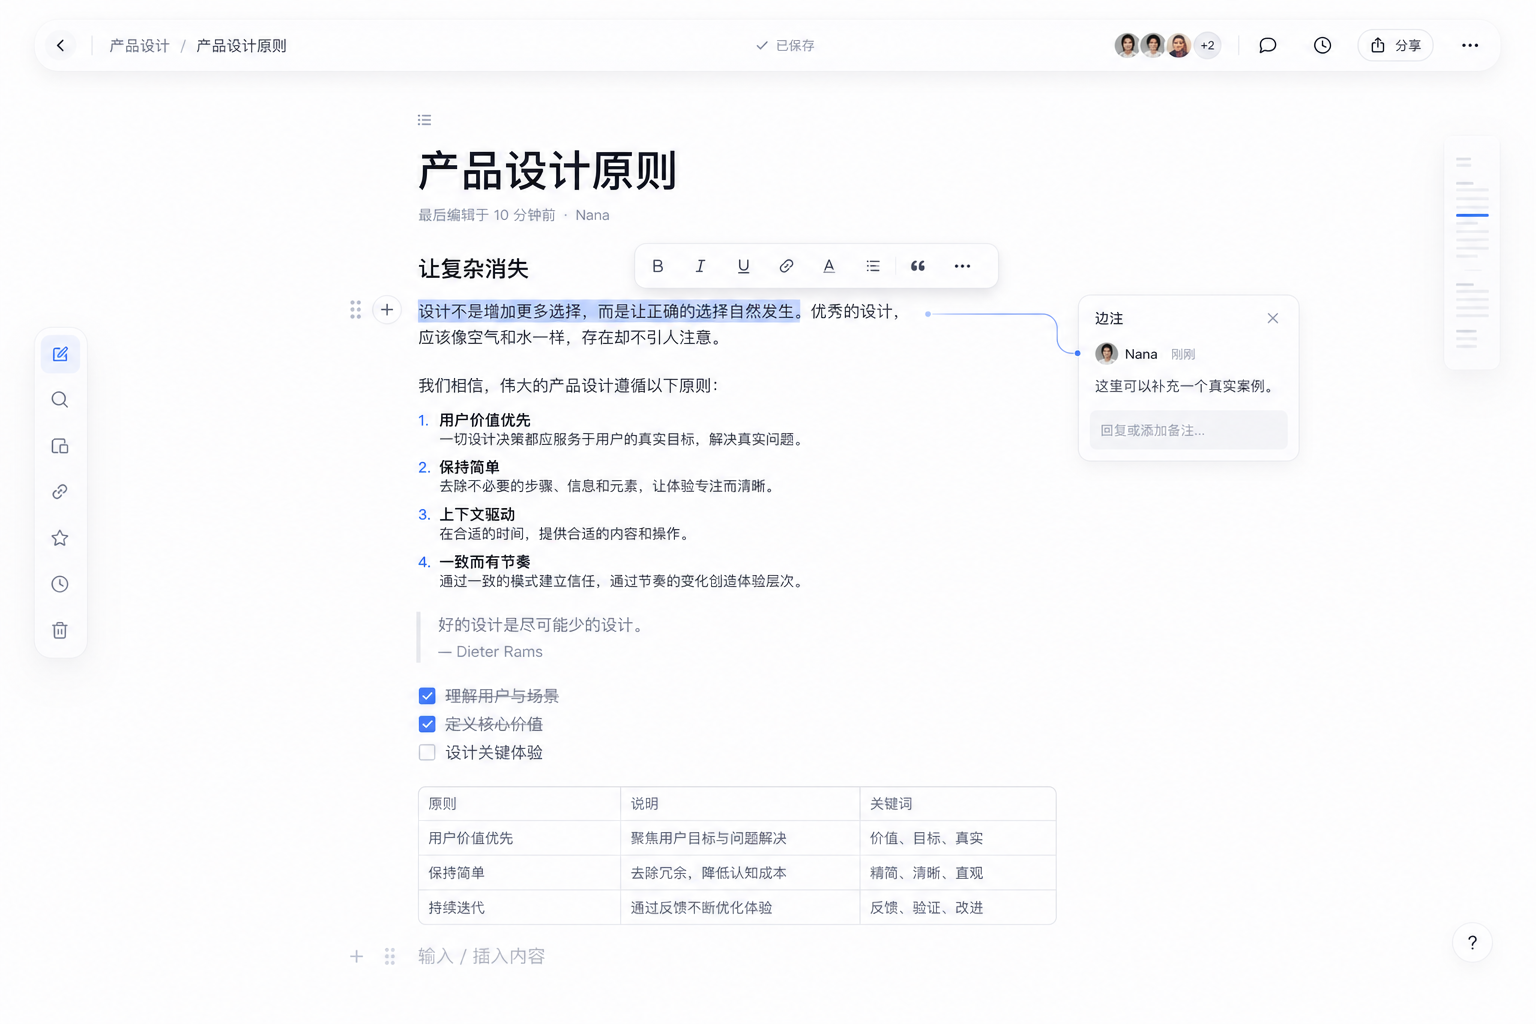 产品设计 / 产品设计原则
已保存
+2
分享
产品设计原则
最后编辑于 10 分钟前 · Nana
让复杂消失
B I U A
设计不是增加更多选择，而是让正确的选择自然发生。优秀的设计，
应该像空气和水一样，存在却不引人注意。
边注
Nana 刚刚
这里可以补充一个真实案例。
回复或添加备注...
我们相信，伟大的产品设计遵循以下原则：
1. 用户价值优先
一切设计决策都应服务于用户的真实目标，解决真实问题。
2. 保持简单
去除不必要的步骤、信息和元素，让体验专注而清晰。
3. 上下文驱动
在合适的时间，提供合适的内容和操作。
4. 一致而有节奏
通过一致的模式建立信任，通过节奏的变化创造体验层次。
好的设计是尽可能少的设计。
— Dieter Rams
理解用户与场景
定义核心价值
设计关键体验
原则 说明 关键词
用户价值优先 聚焦用户目标与问题解决 价值、目标、真实
保持简单 去除冗余，降低认知成本 精简、清晰、直观
持续迭代 通过反馈不断优化体验 反馈、验证、改进
输入 / 插入内容
?